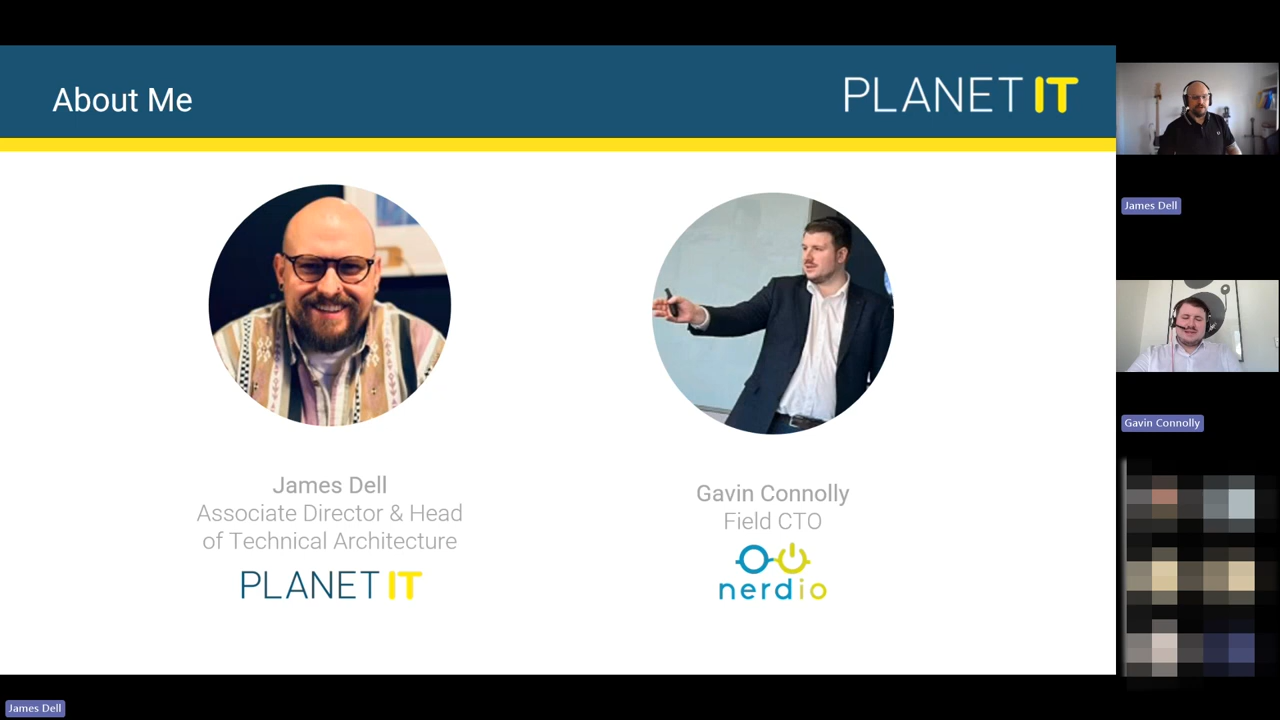 About Me
PLANET IT
James Dell
Associate Director & Head
of Technical Architecture
PLANET IT
Gavin Connolly
Field CTO
nerdio
James Dell
Gavin Connolly
James Dell